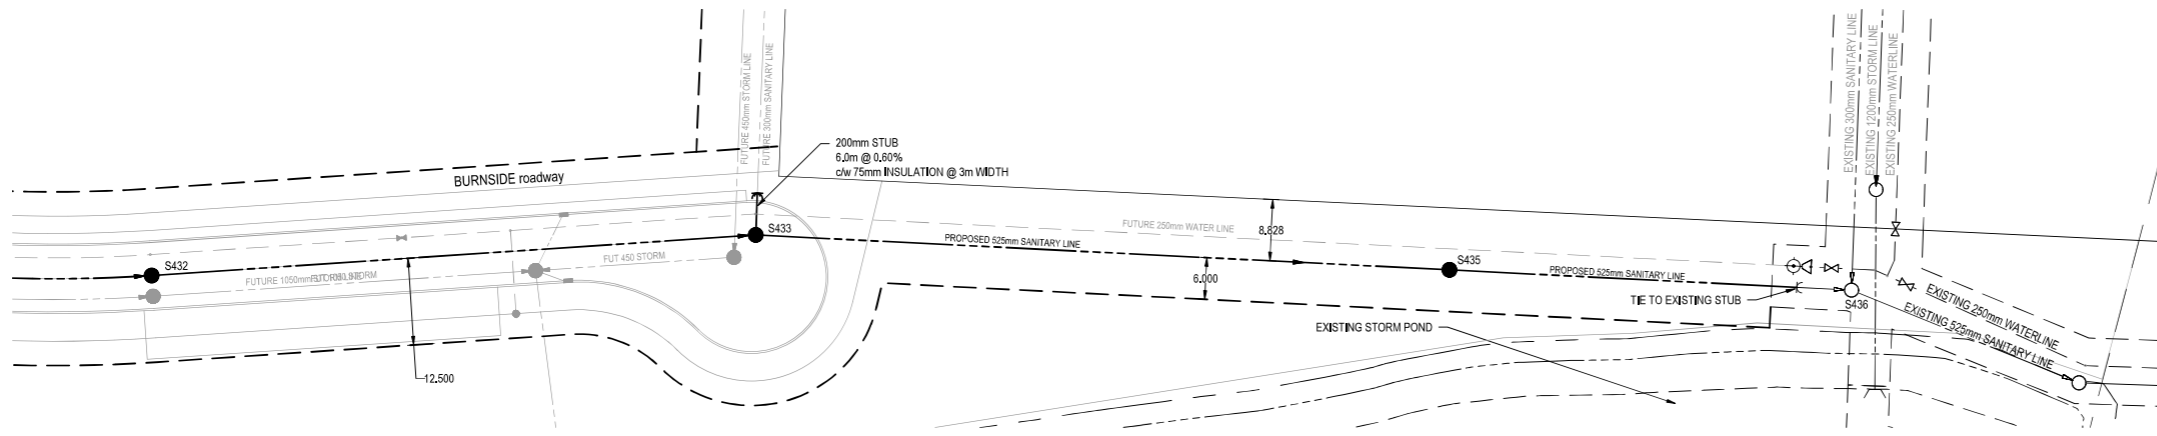 FUTURE 450mm STORM LINE
FUTURE 300mm SANITARY LINE
EXISTING 300mm SANITARY LINE
EXISTING 1200mm STORM LINE
EXISTING 250mm WATERLINE
200mm STUB
6.0m @ 0.60%
c/w 75mm INSULATION @ 3m WIDTH
BURNSIDE roadway
S433
FUTURE 250mm WATER LINE
8.828
PROPOSED 525mm SANITARY LINE
S432
FUT 450 STORM
S435
PROPOSED 525mm SANITARY LINE
FUTURE 1050mm
STORM
6.000
TIE TO EXISTING STUB
S436
EXISTING 250mm WATERLINE
EXISTING 525mm SANITARY LINE
EXISTING STORM POND
12.500